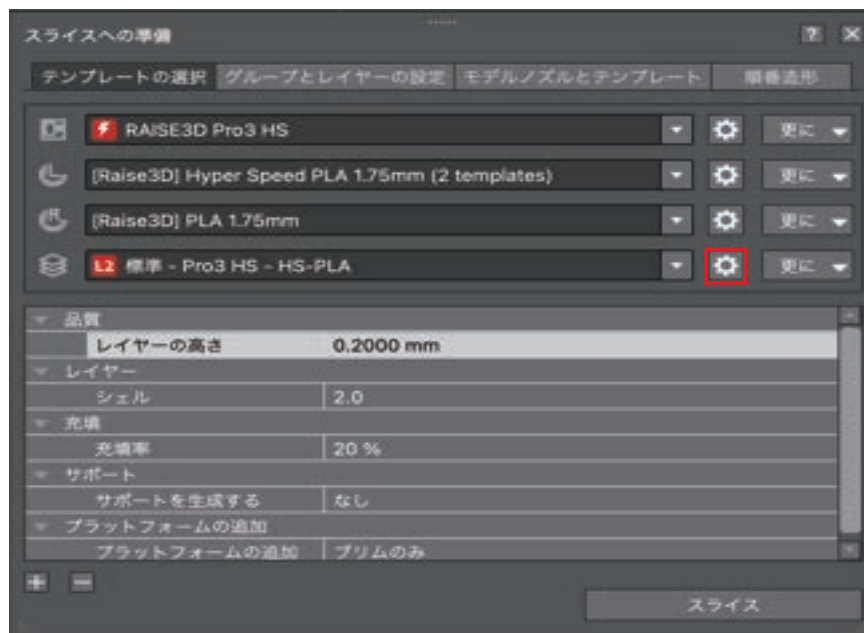 スライスへの準備
テンプレートの選択 グループとレイヤーの設定 モデルノズルとテンプレート 順番造形
RAISE3D Pro3 HS 更に
[Raise3D] Hyper Speed PLA 1.75mm (2 templates) 更に
R [Raise3D] PLA 1.75mm 更に
L2 標準 - Pro3 HS - HS-PLA 更に
品質
レイヤーの高さ 0.2000 mm
レイヤー
シェル 2.0
充填
充填率 20 %
サポート
サポートを生成する なし
プラットフォームの追加
プラットフォームの追加 ブリムのみ
スライス